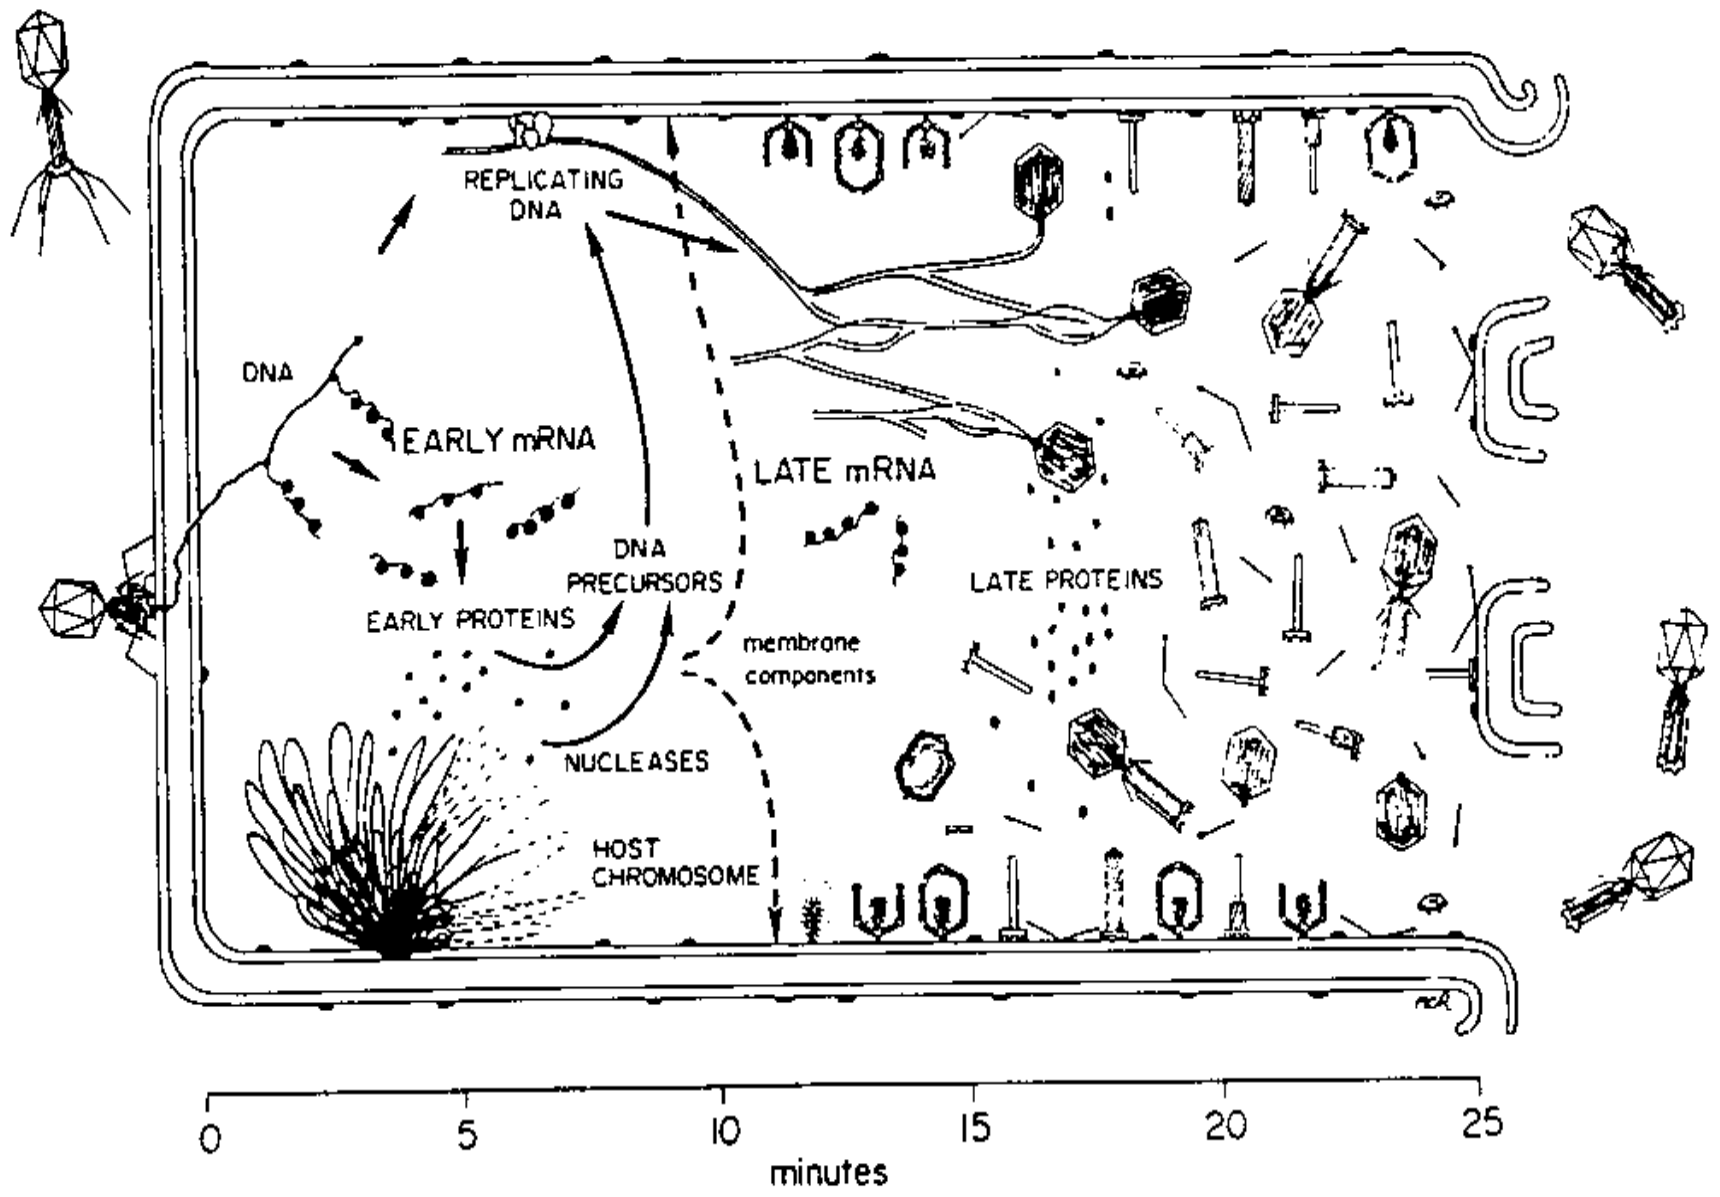 REPLICATING
DNA
DNA
EARLY mRNA
LATE mRNA
DNA
PRECURSORS
LATE PROTEINS
EARLY PROTEINS
membrane
components
NUCLEASES
HOST
CHROMOSOME
0 5 10 15 20 25
minutes